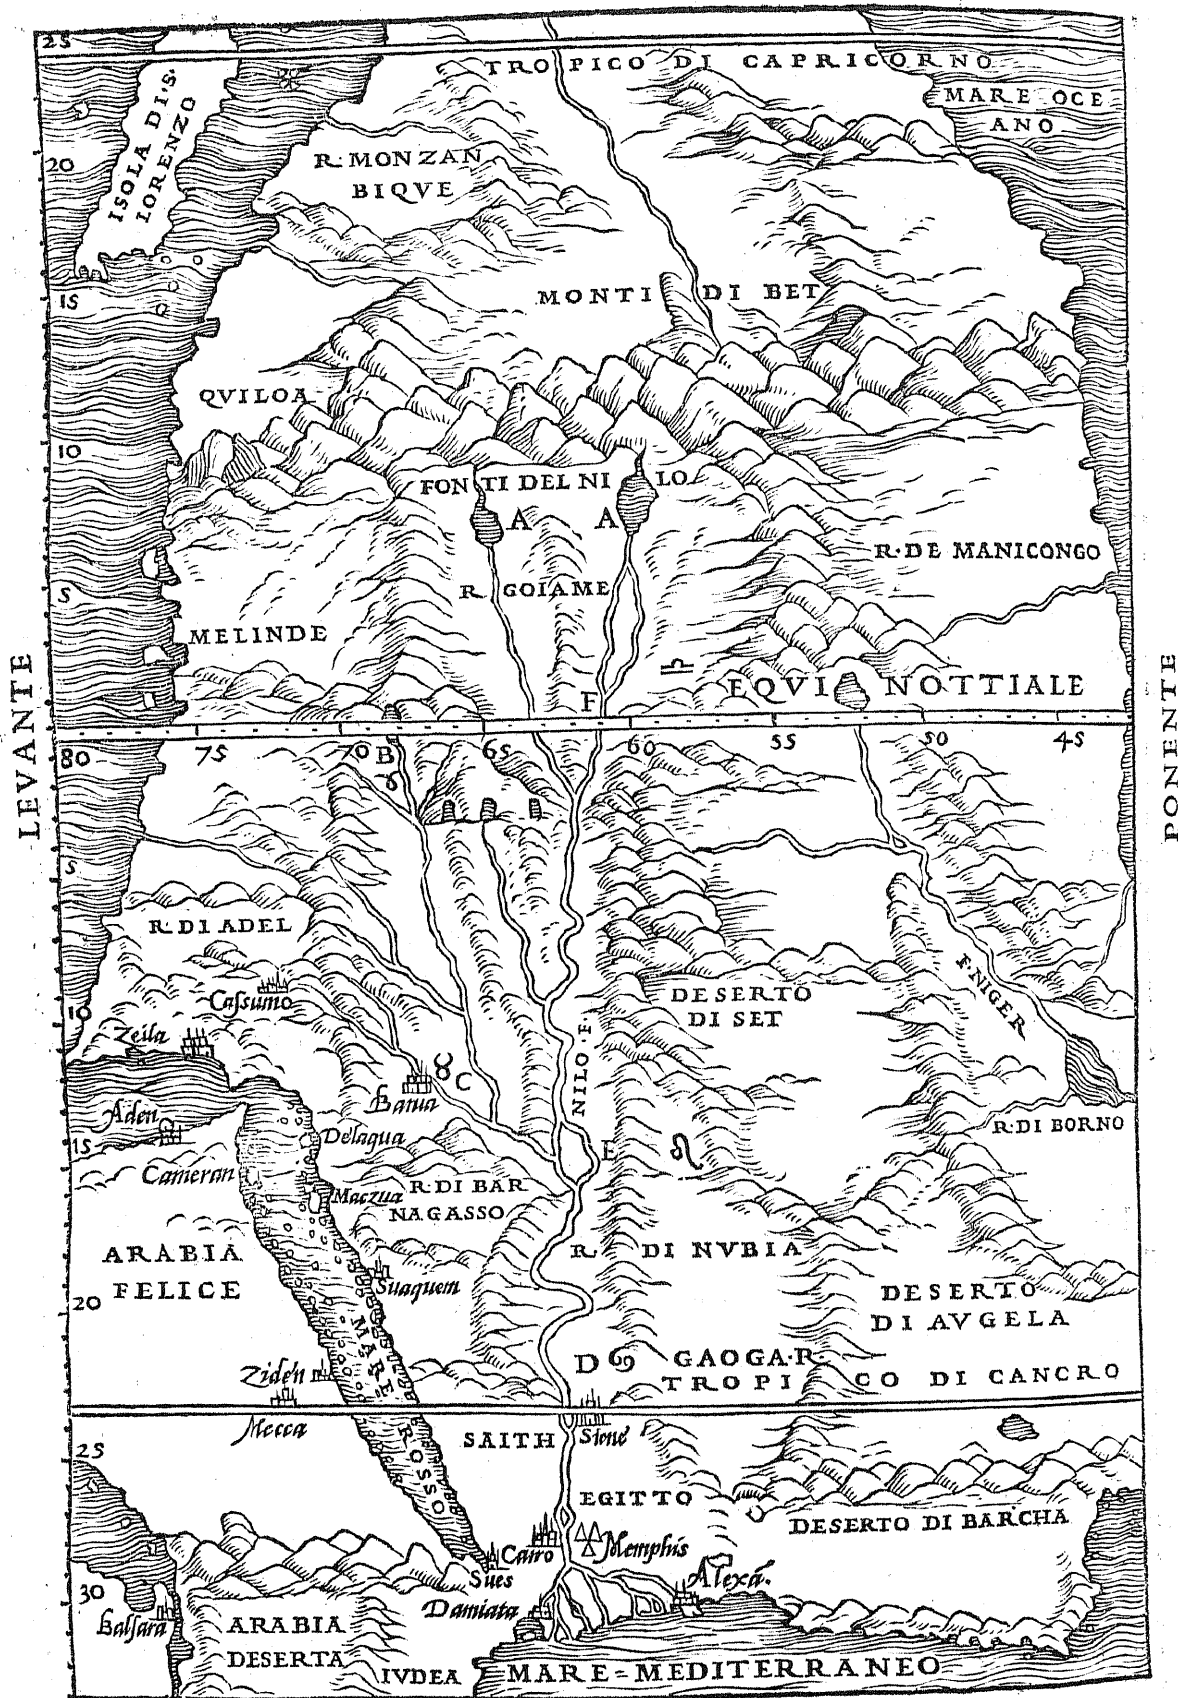 25
TROPICO DI CAPRICORNO
MARE OCE
ANO
ISOLA DI S.
LORENZO
20
R. MONZAN
BIQVE
15
MONTI DI BET
QVILOA
10
FONTI DEL NILO
A A
R. DE MANICONGO
R GOIAME
5
MELINDE
♎
F
EQVINOTTIALE
LEVANTE
PONENTE
80 75 70 65 60 55 50 45
B
5
R. DI ADEL
Cassumo
DESERTO
DI SET
F. NIGER
10
Zeila
NILO. F.
♉ C
Barua
Aden
15
Delaqua
R. DI BORNO
E ♌
Cameran
Maczua
R. DI BAR
NAGASSO
ARABIA
FELICE
R. DI NVBIA
Suaquem
20
DESERTO
DI AVGELA
MARE ROSSO
Ziden
D ♋ GAOGA. R.
TROPICO DI CANCRO
Mecca
SAITH
Siene
25
EGITTO
DESERTO DI BARCHA
Cairo
Memphis
Sues
Alexã.
30
Damiata
Balsara
ARABIA
DESERTA
IVDEA
MARE=MEDITERRANEO